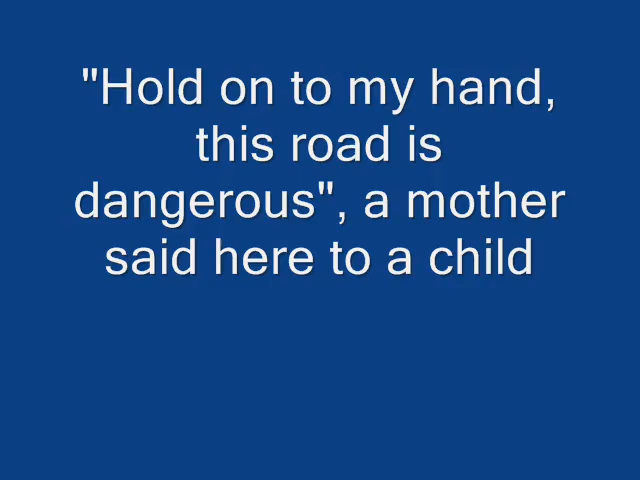 "Hold on to my hand,
this road is
dangerous", a mother
said here to a child